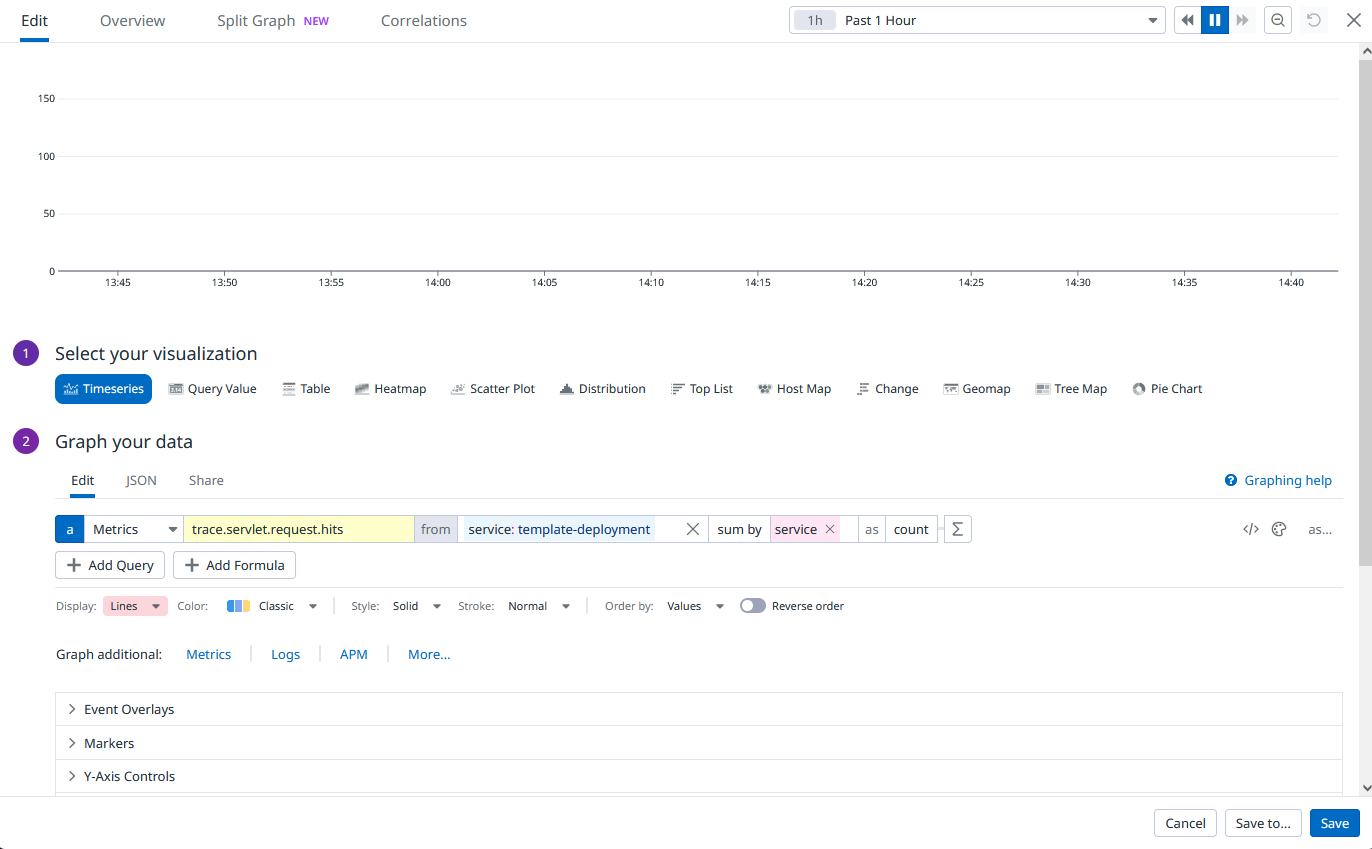 Edit Overview Split Graph NEW Correlations 1h Past 1 Hour
150
100
50
0
13:45 13:50 13:55 14:00 14:05 14:10 14:15 14:20 14:25 14:30 14:35 14:40
1 Select your visualization
Timeseries Query Value Table Heatmap Scatter Plot Distribution Top List Host Map Change Geomap Tree Map Pie Chart
2 Graph your data
Edit JSON Share ? Graphing help
a Metrics trace.servlet.request.hits from service: template-deployment sum by service as count Σ </> as...
+ Add Query + Add Formula
Display: Lines Color: Classic Style: Solid Stroke: Normal Order by: Values Reverse order
Graph additional: Metrics Logs APM More...
Event Overlays
Markers
Y-Axis Controls
Cancel Save to... Save